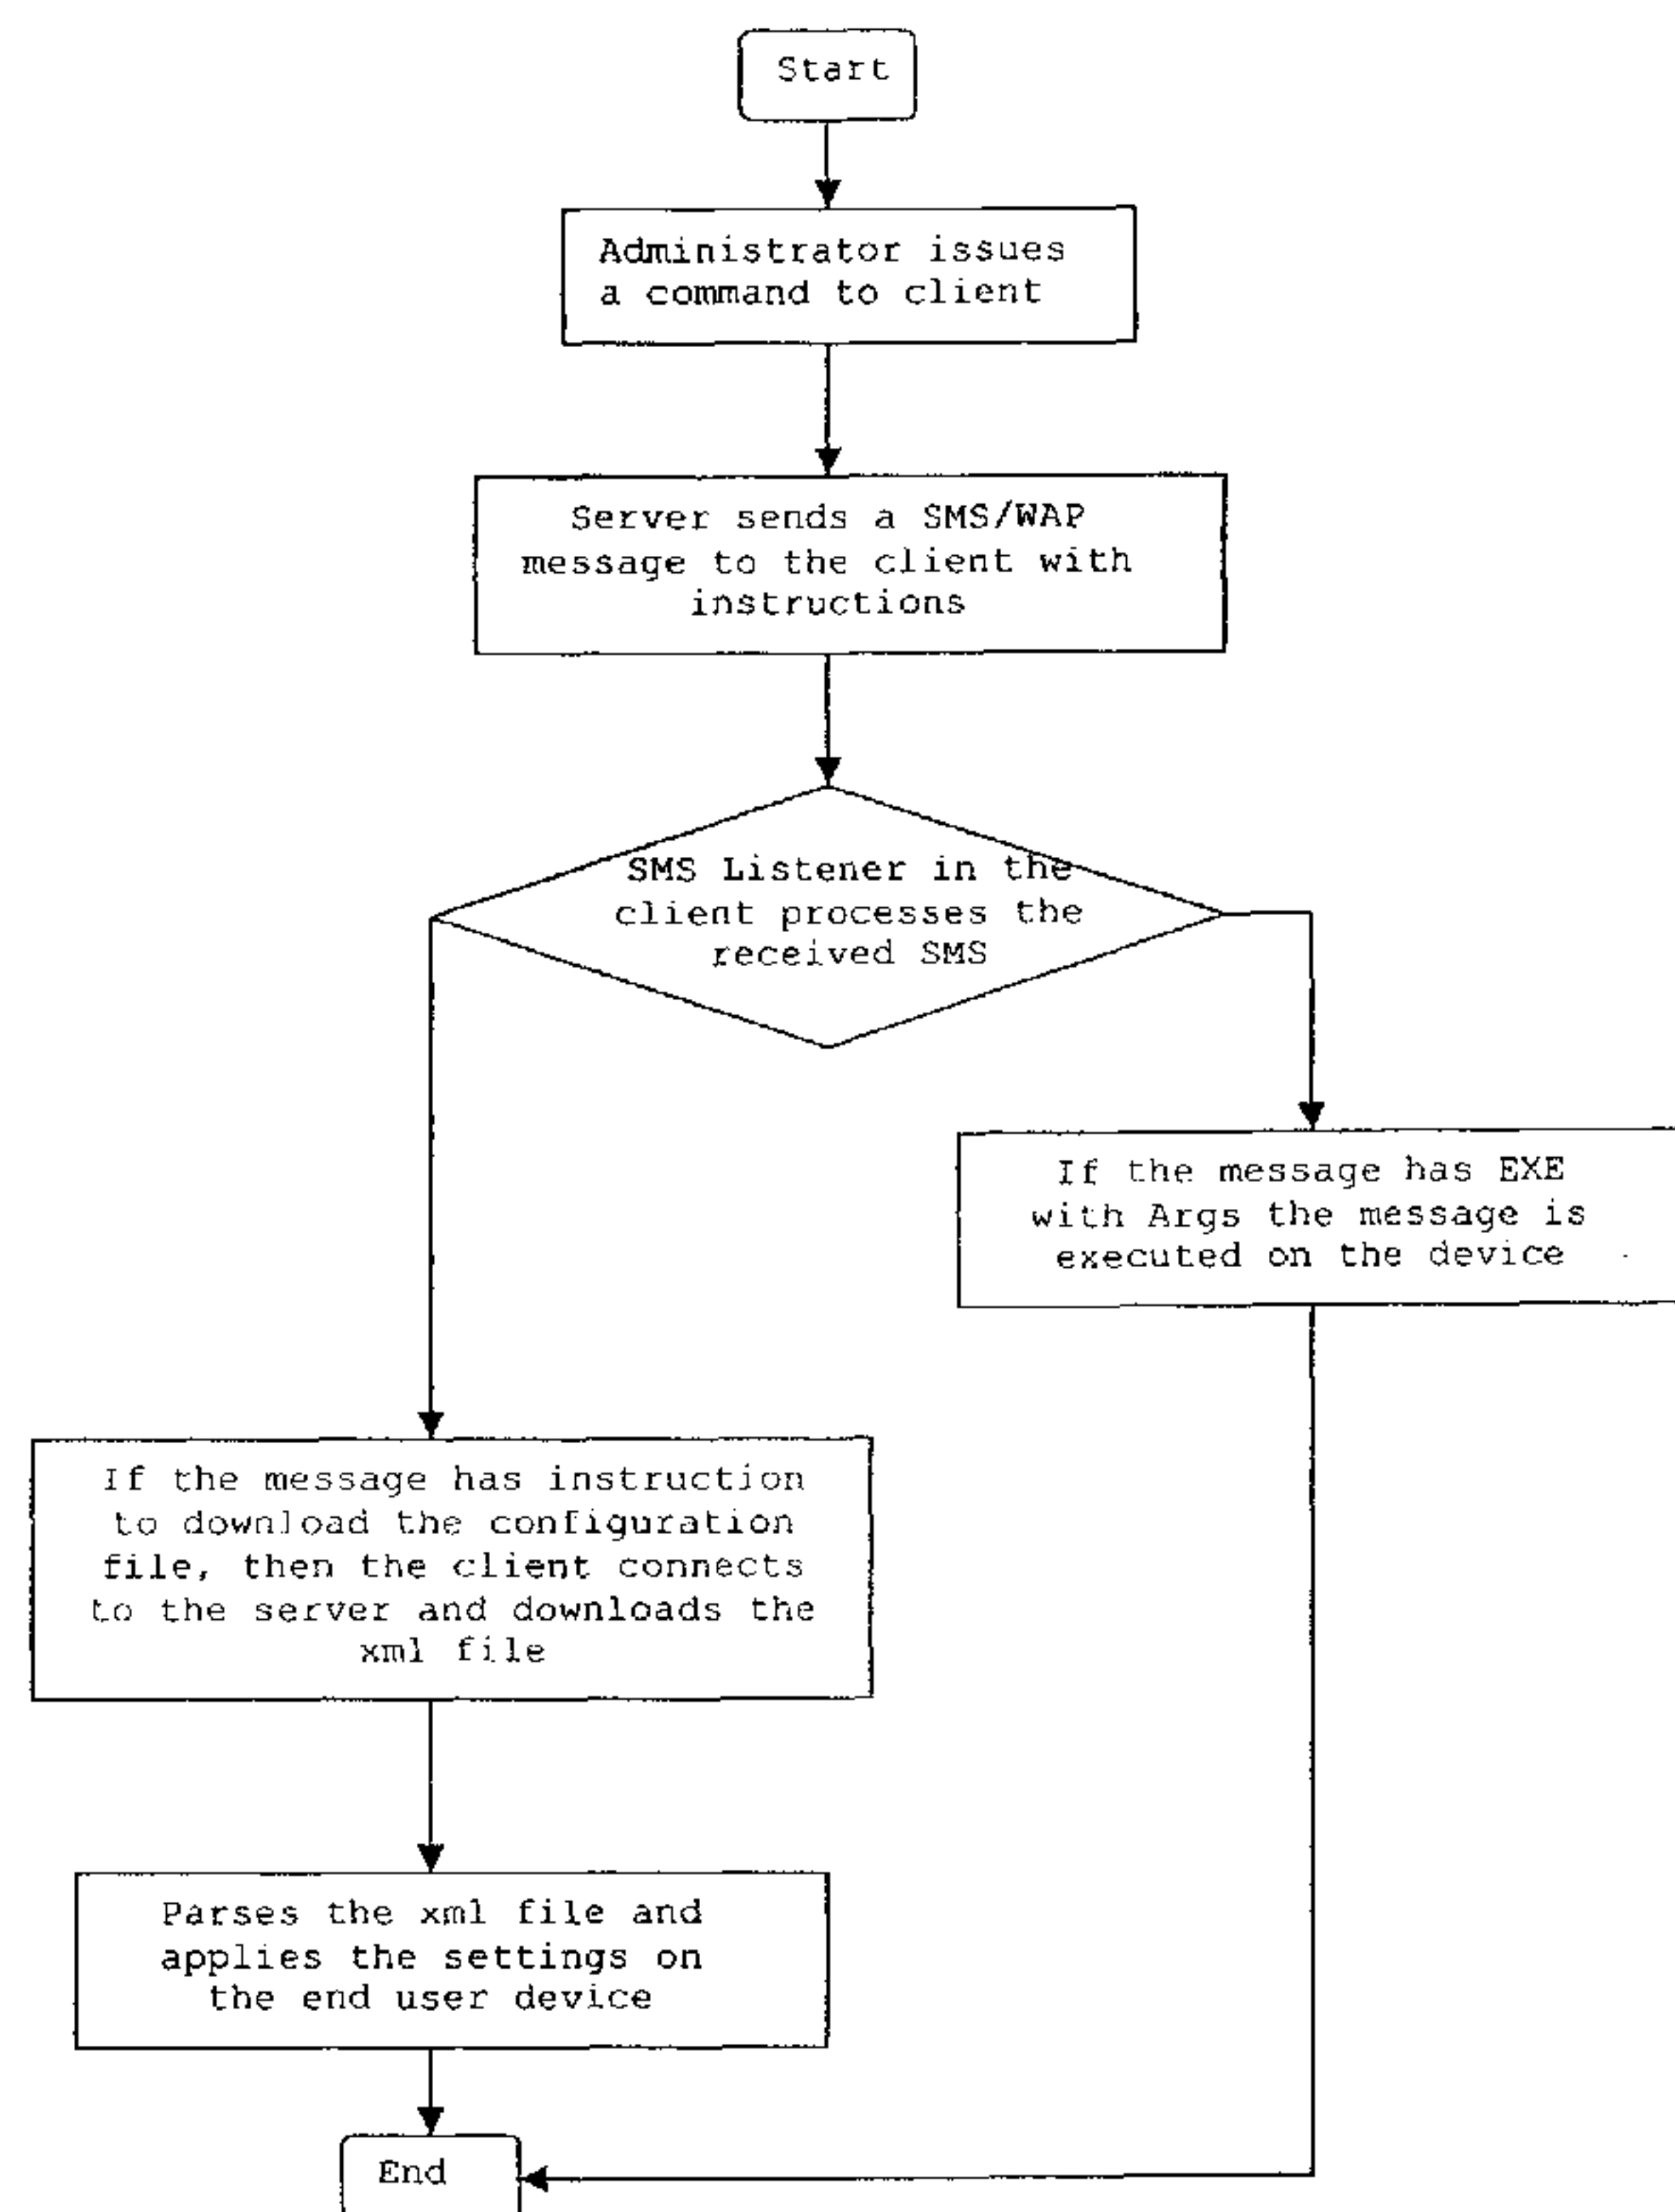 Start
Administrator issues
a command to client
Server sends a SMS/WAP
message to the client with
instructions
SMS Listener in the
client processes the
received SMS
If the message has EXE
with Args the message is
executed on the device
If the message has instruction
to download the configuration
file, then the client connects
to the server and downloads the
xml file
Parses the xml file and
applies the settings on
the end user device
End